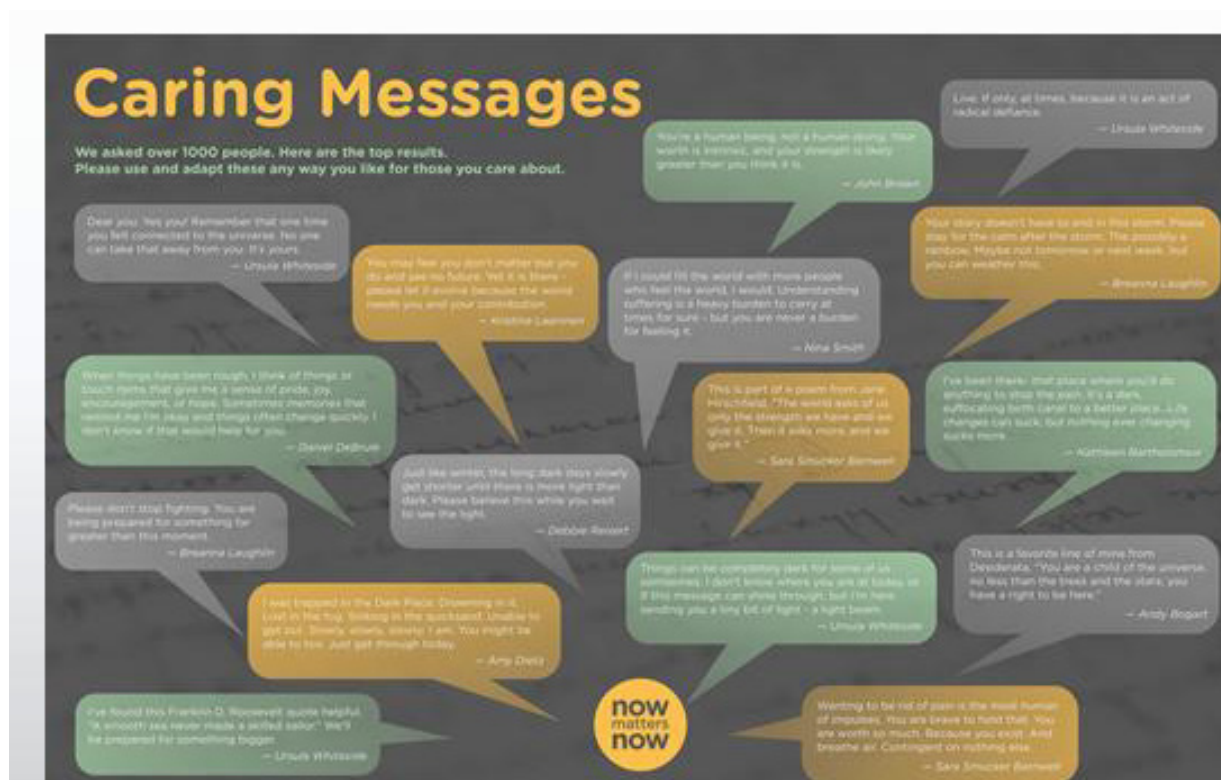 Caring Messages
We asked over 1000 people. Here are the top results.
Please use and adapt these any way you like for those you care about.
Live. If only, at times, because it is an act of
radical defiance.
— Ursula Whiteside
You're a human being, not a human doing. Your
worth is intrinsic, and your strength is likely
greater than you think it is.
— John Brown
Dear you. Yes you! Remember that one time
you felt connected to the universe. No one
can take that away from you. It's yours.
— Ursula Whiteside
Your story doesn't have to end in this storm. Please
stay for the calm after the storm. The possibly a
rainbow. Maybe not tomorrow or next week, but
you can weather this.
— Breanna Laughlin
You may feel you don't matter but you
do and see no future. Yet it is there -
please let it evolve because the world
needs you and your contribution.
— Kristina
If I could fill the world with more people
who feel the world, I would. Understanding
suffering is a heavy burden to carry at
times for sure - but you are never a burden
for feeling it.
— Nina Smith
When things have been rough, I think of things or
touch items that give me a sense of pride, joy,
encouragement, or hope. Sometimes memories that
remind me I'm okay and things often change quickly. I
don't know if that would help for you.
— Daniel DeBrule
This is part of a poem from Jane
Hirschfield. "The world asks of us
only the strength we have and we
give it. Then it asks more, and we
give it."
— Sara Smucker Barnwell
I've been there- that place where you'd do
anything to stop the pain. It's a dark,
suffocating birth canal to a better place. Life
changes can suck, but nothing ever changing
sucks more.
— Kathleen Bartholomew
Just like winter, the long dark days slowly
get shorter until there is more light than
dark. Please believe this while you wait
to see the light.
— Debbie Reisert
Please don't stop fighting. You are
being prepared for something far
greater than this moment.
— Breanna Laughlin
This is a favorite line of mine from
Desiderata. "You are a child of the universe,
no less than the trees and the stars; you
have a right to be here."
— Andy Bogart
Things can be completely dark for some of us
sometimes. I don't know where you are at today, or
if this message can shine through, but I'm here
sending you a tiny bit of light - a light beam.
— Ursula Whiteside
I was trapped in the Dark Place. Drowning in it.
Lost in the fog. Sinking in the quicksand. Unable to
get out. Slowly, slowly, slowly, I am. You might be
able to too. Just get through today.
— Amy Dietz
I've found this Franklin D. Roosevelt quote helpful.
"A smooth sea never made a skilled sailor." We'll
be prepared for something bigger.
— Ursula Whiteside
now
matters
now
Wanting to be rid of pain is the most human
of impulses. You are brave to hold that. You
are worth so much. Because you exist. And
breathe air. Contingent on nothing else.
— Sara Smucker Barnwell